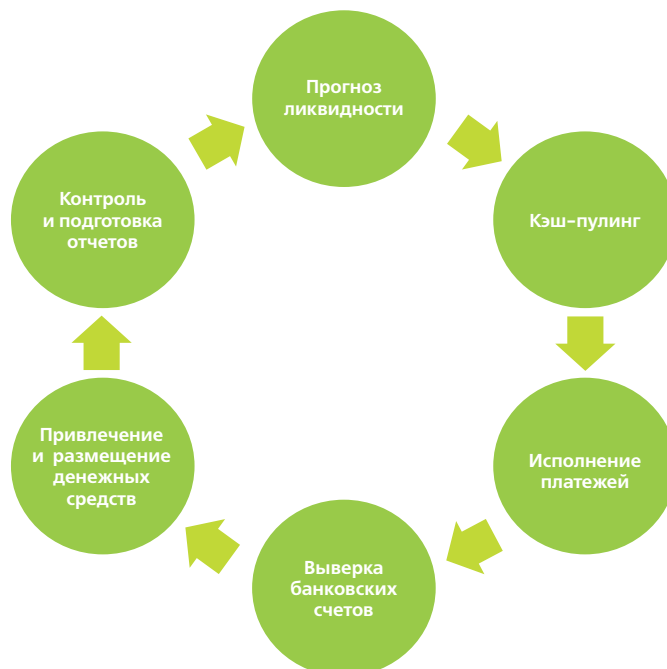 Прогноз
ликвидности
Кэш-пулинг
Исполнение
платежей
Выверка
банковских
счетов
Привлечение
и размещение
денежных
средств
Контроль
и подготовка
отчетов